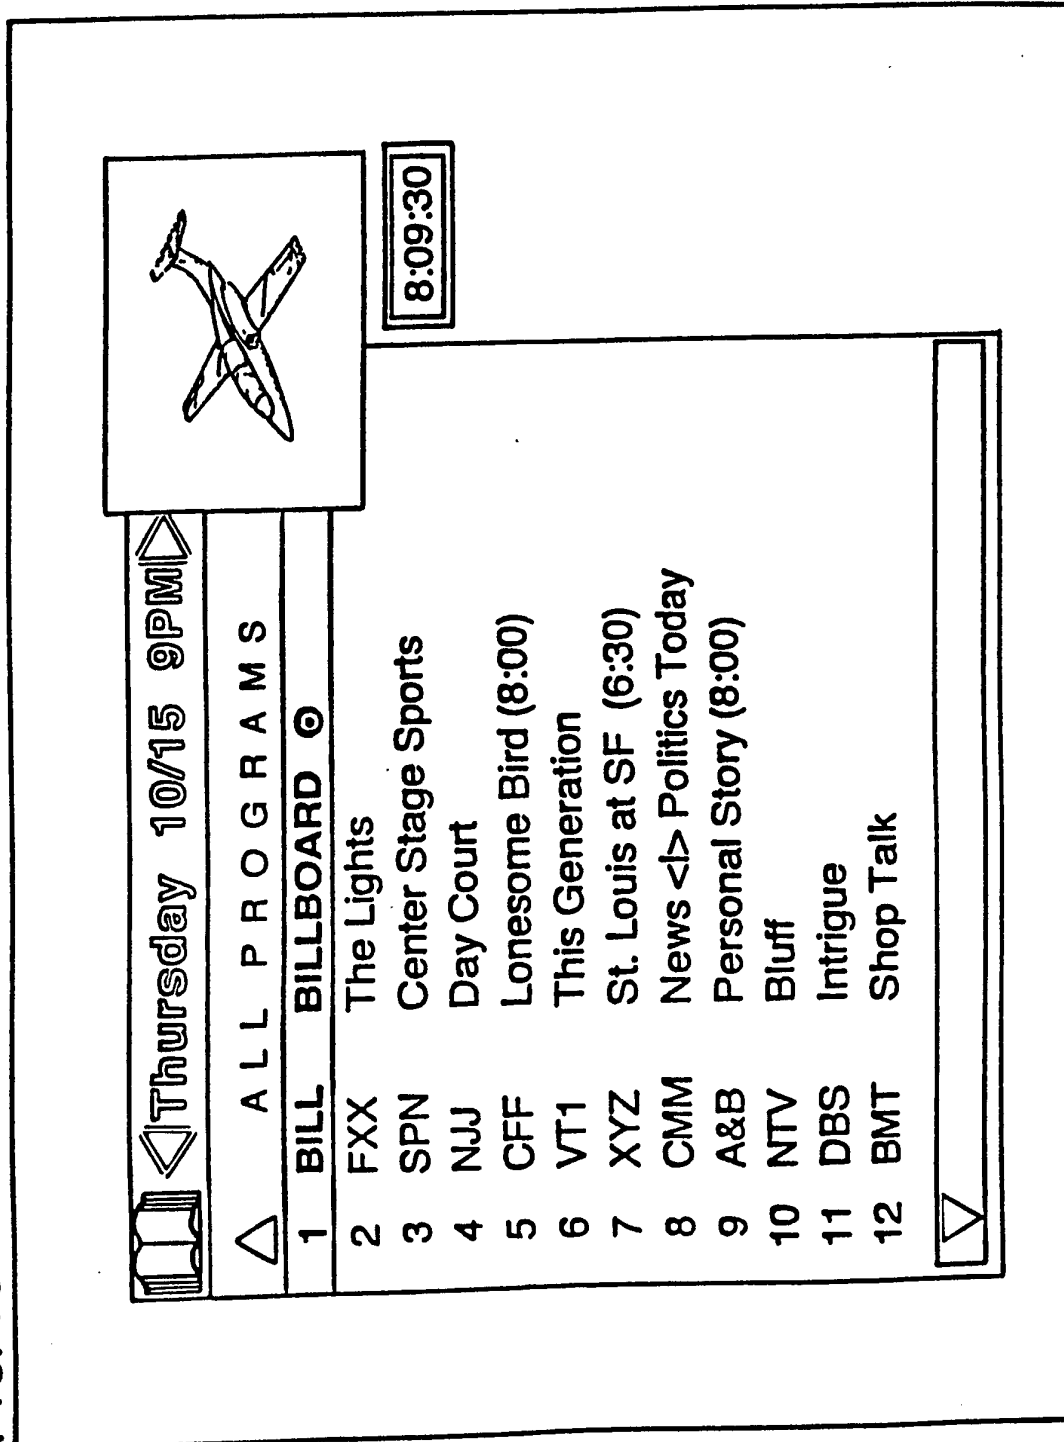 Thursday 10/15 9PM
ALL PROGRAMS
8:09:30
1 BILL BILLBOARD
2 FXX The Lights
3 SPN Center Stage Sports
4 NJJ Day Court
5 CFF Lonesome Bird (8:00)
6 VT1 This Generation
7 XYZ St. Louis at SF (6:30)
8 CMM News <I> Politics Today
9 A&B Personal Story (8:00)
10 NTV Bluff
11 DBS Intrigue
12 BMT Shop Talk